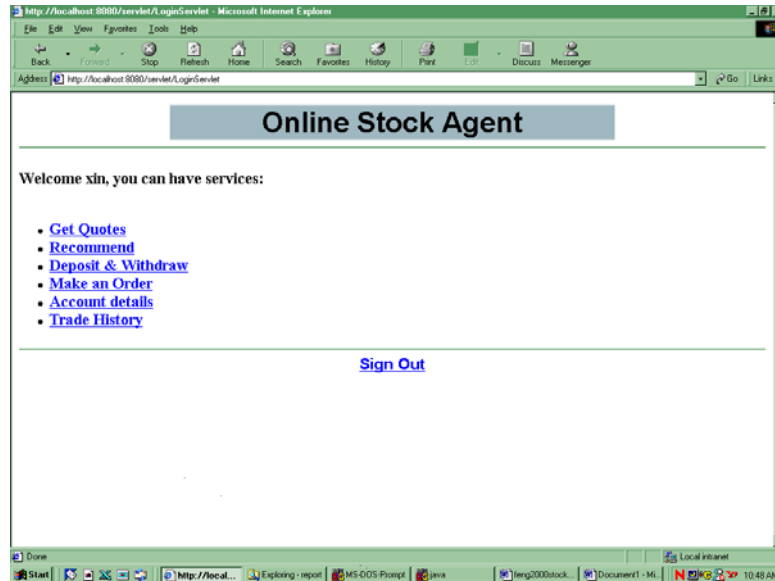 http://localhost:8080/servlet/LoginServlet - Microsoft Internet Explorer
File Edit View Favorites Tools Help
Back Forward Stop Refresh Home Search Favorites History Print Edit Discuss Messenger
Address http://localhost:8080/servlet/LoginServlet Go Links
Online Stock Agent
Welcome xin, you can have services:
• Get Quotes
• Recommend
• Deposit & Withdraw
• Make an Order
• Account details
• Trade History
Sign Out
Done Local intranet
Start http://local... Exploring - report MS-DOS Prompt java feng2000stock... Document1 - Mi... 10:48 A